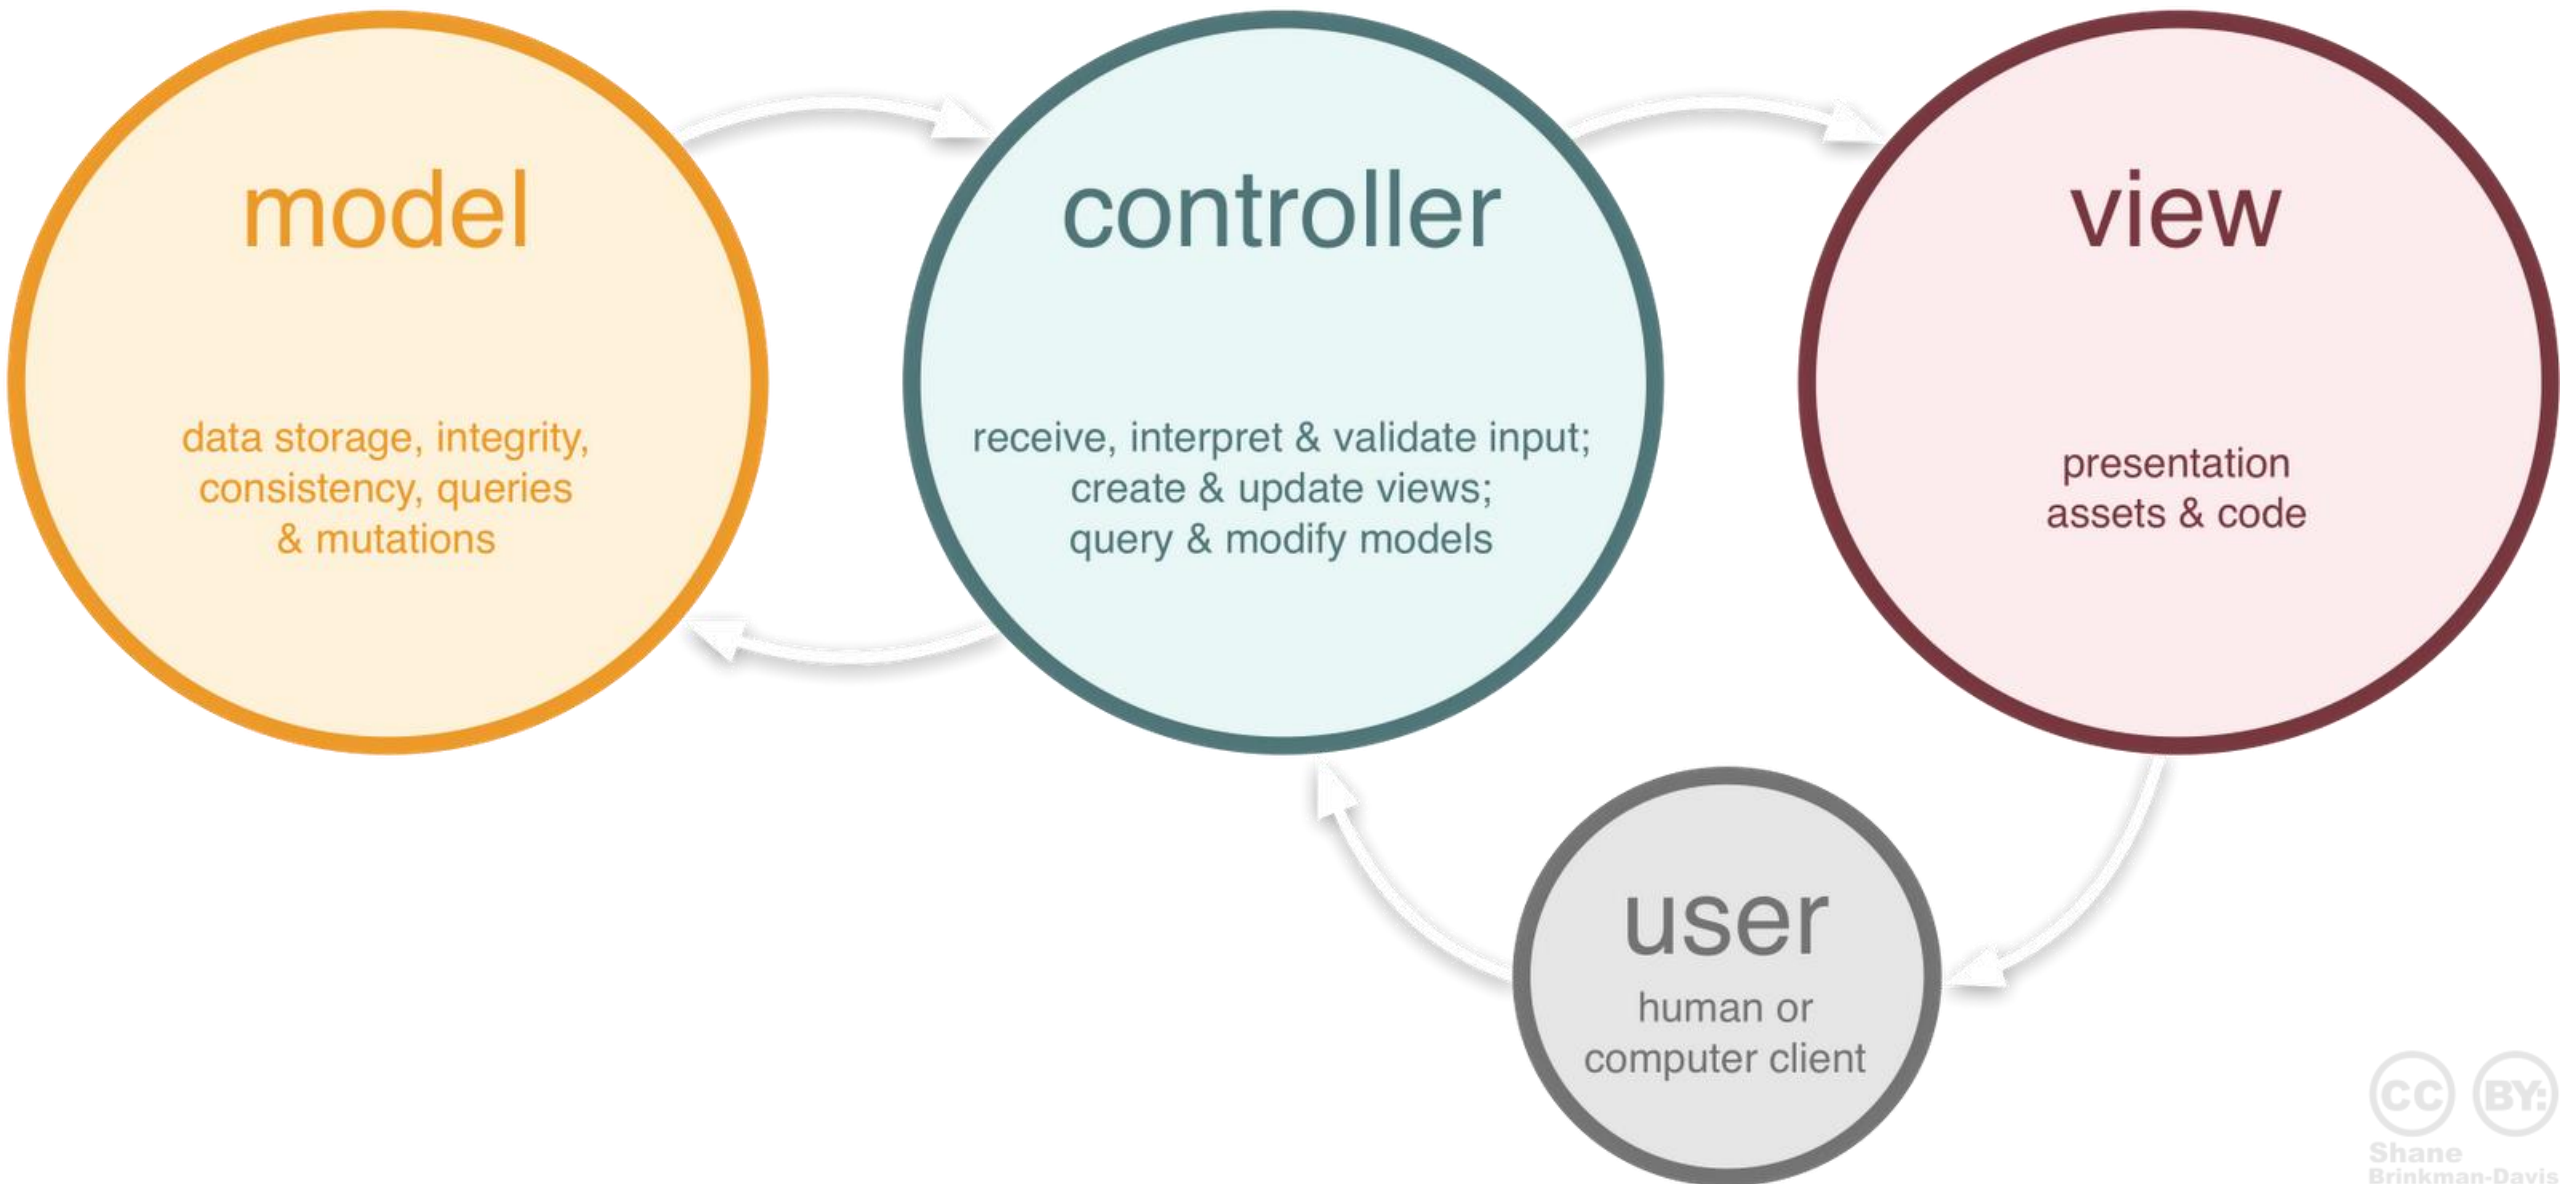 model
data storage, integrity,
consistency, queries
& mutations
controller
receive, interpret & validate input;
create & update views;
query & modify models
view
presentation
assets & code
user
human or
computer client
CC BY:
Shane
Brinkman-Davis